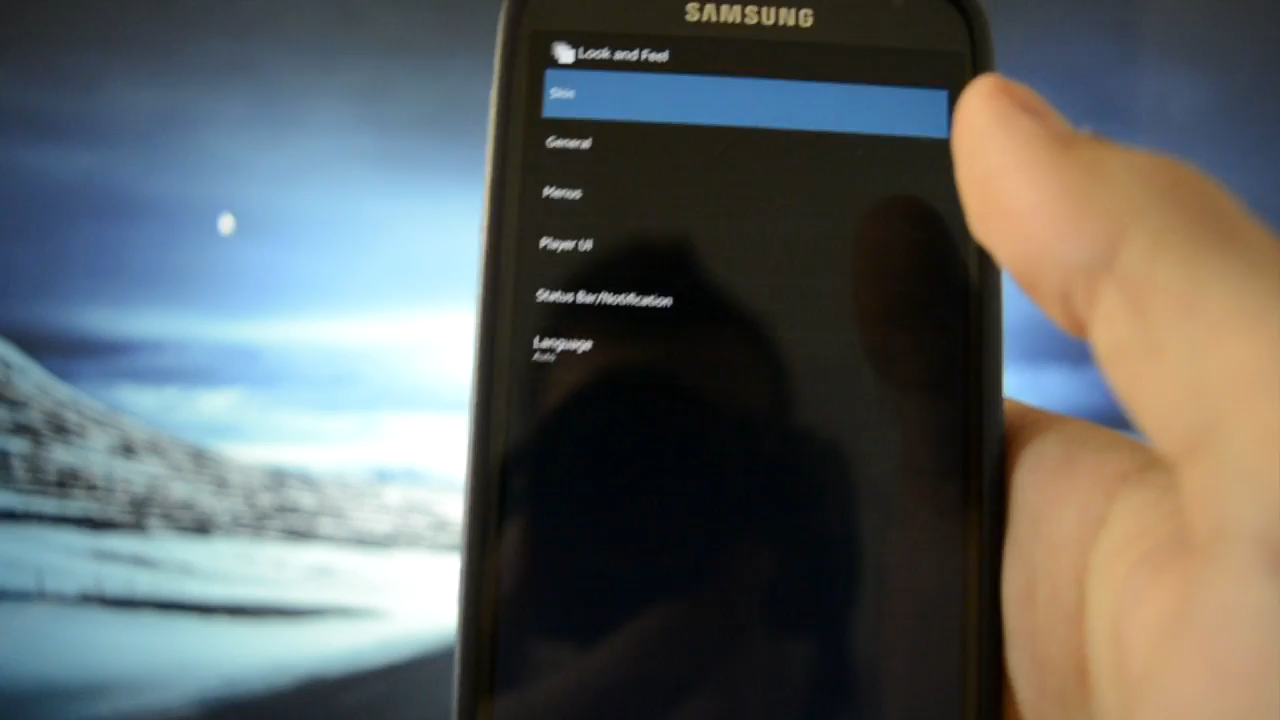 SAMSUNG
Look and Feel
Skin
General
Menus
Player UI
Status Bar/Notification
Language
Auto